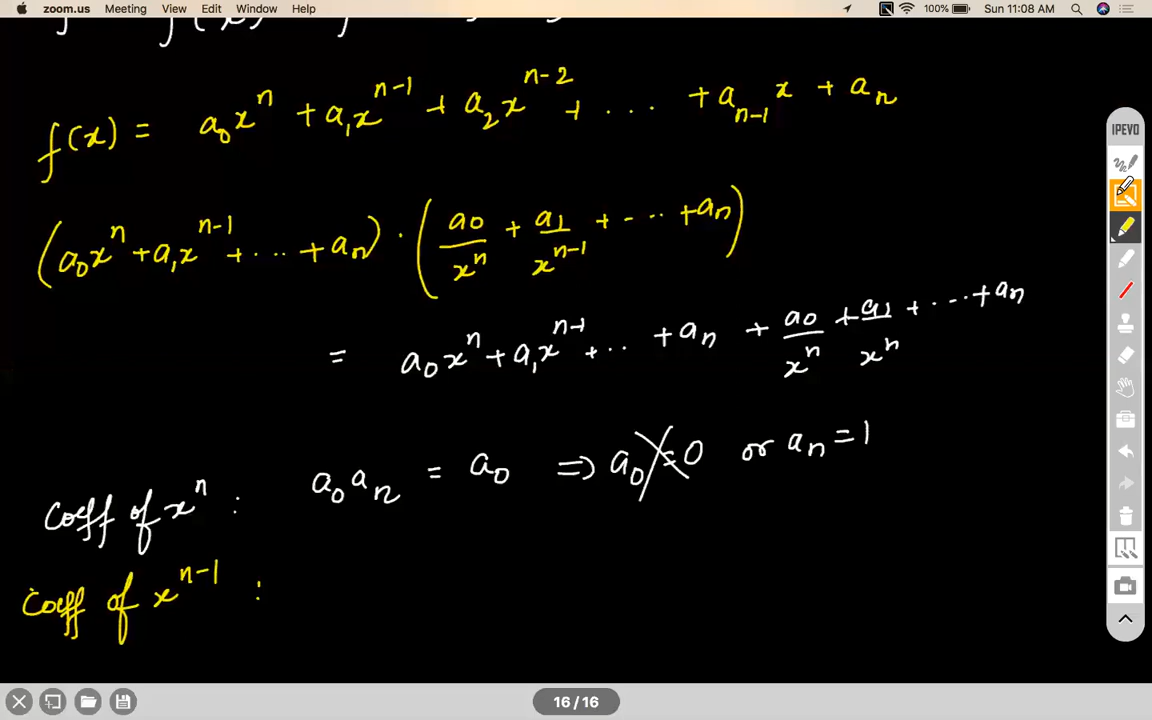 zoom.us Meeting View Edit Window Help 100% Sun 11:08 AM
f(x) = a₀xⁿ + a₁xⁿ⁻¹ + a₂xⁿ⁻² + ... + aₙ₋₁x + aₙ
IPEVO
(a₀xⁿ + a₁xⁿ⁻¹ + ... + aₙ) · (a₀/xⁿ + a₁/xⁿ⁻¹ + ... + aₙ)
= a₀xⁿ + a₁xⁿ⁻¹ + ... + aₙ + a₀/xⁿ + a₁/xⁿ + ... + aₙ
Coeff of xⁿ : a₀aₙ = a₀ ⇒ a₀ = 0 or aₙ = 1
Coeff of xⁿ⁻¹ :
16 / 16